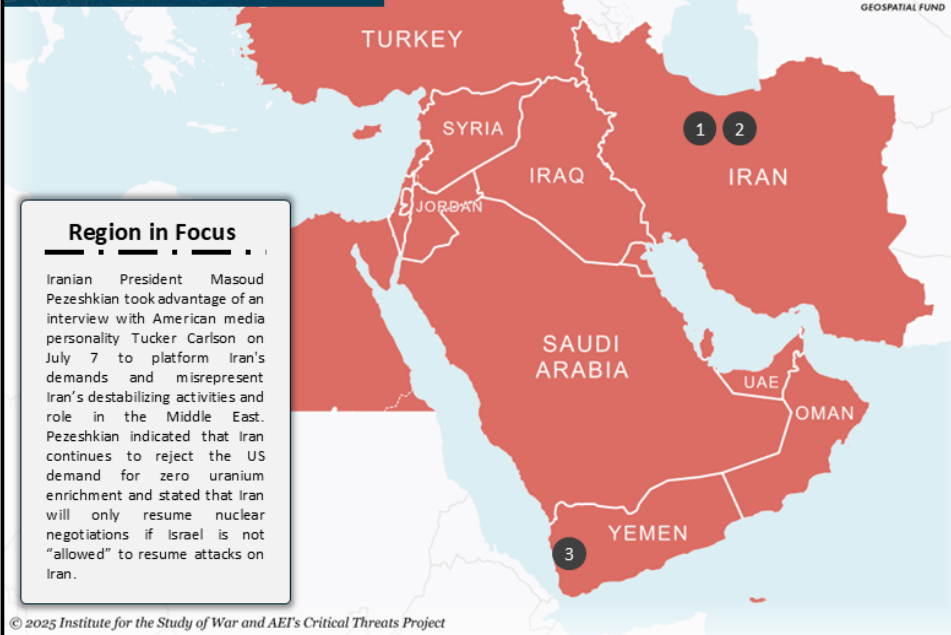 GEOSPATIAL FUND
TURKEY
SYRIA
IRAQ
IRAN
JORDAN
1
2
SAUDI
ARABIA
UAE
OMAN
YEMEN
3
Region in Focus
Iranian President Masoud
Pezeshkian took advantage of an
interview with American media
personality Tucker Carlson on
July 7 to platform Iran's
demands and misrepresent
Iran’s destabilizing activities and
role in the Middle East.
Pezeshkian indicated that Iran
continues to reject the US
demand for zero uranium
enrichment and stated that Iran
will only resume nuclear
negotiations if Israel is not
“allowed” to resume attacks on
Iran.
© 2025 Institute for the Study of War and AEI's Critical Threats Project